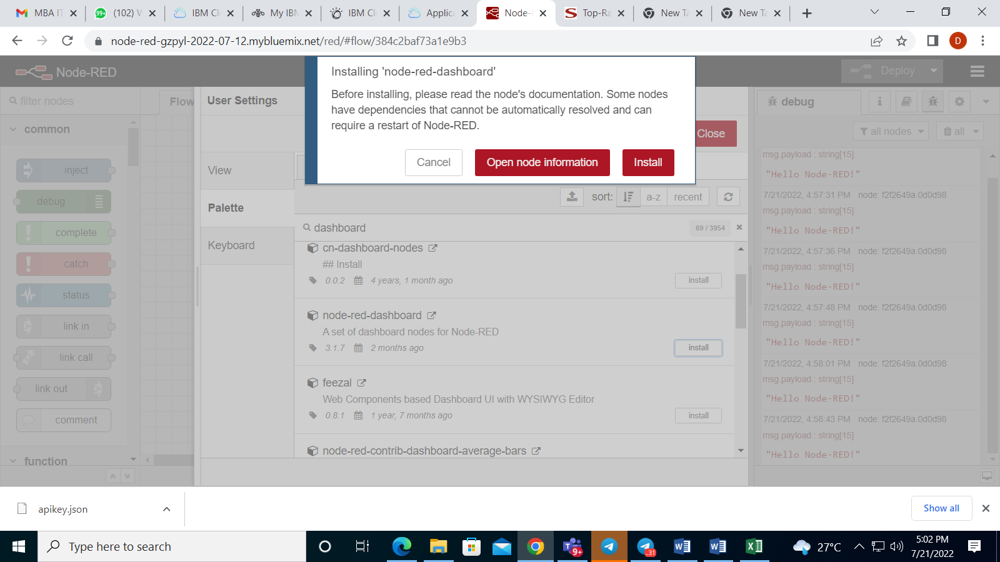 MBA IT
(102) W
IBM Cl
My IBM
IBM Cl
Applica
Node-
Top-Ra
New Ta
New Ta
node-red-gzpyl-2022-07-12.mybluemix.net/red/#flow/384c2baf73a1e9b3
D
Node-RED
Deploy
Installing 'node-red-dashboard'
Before installing, please read the node's documentation. Some nodes
have dependencies that cannot be automatically resolved and can
require a restart of Node-RED.
Cancel
Open node information
Install
filter nodes
Flow
common
inject
debug
complete
catch
status
link in
link call
link out
comment
function
User Settings
Close
View
Palette
Keyboard
sort:
a-z
recent
dashboard
69 / 3954
cn-dashboard-nodes
## Install
0.0.2 4 years, 1 month ago
install
node-red-dashboard
A set of dashboard nodes for Node-RED
3.1.7 2 months ago
install
feezal
Web Components based Dashboard UI with WYSIWYG Editor
0.8.1 1 year, 7 months ago
install
node-red-contrib-dashboard-average-bars
debug
i
all nodes
all
msg.payload : string[15]
"Hello Node-RED!"
7/21/2022, 4:57:31 PM node: f2f2649a.0d0d98
msg.payload : string[15]
"Hello Node-RED!"
7/21/2022, 4:57:36 PM node: f2f2649a.0d0d98
msg.payload : string[15]
"Hello Node-RED!"
7/21/2022, 4:57:48 PM node: f2f2649a.0d0d98
msg.payload : string[15]
"Hello Node-RED!"
7/21/2022, 4:58:01 PM node: f2f2649a.0d0d98
msg.payload : string[15]
"Hello Node-RED!"
7/21/2022, 4:58:43 PM node: f2f2649a.0d0d98
msg.payload : string[15]
"Hello Node-RED!"
apikey.json
Show all
Type here to search
9+
.31
27°C
5:02 PM
7/21/2022